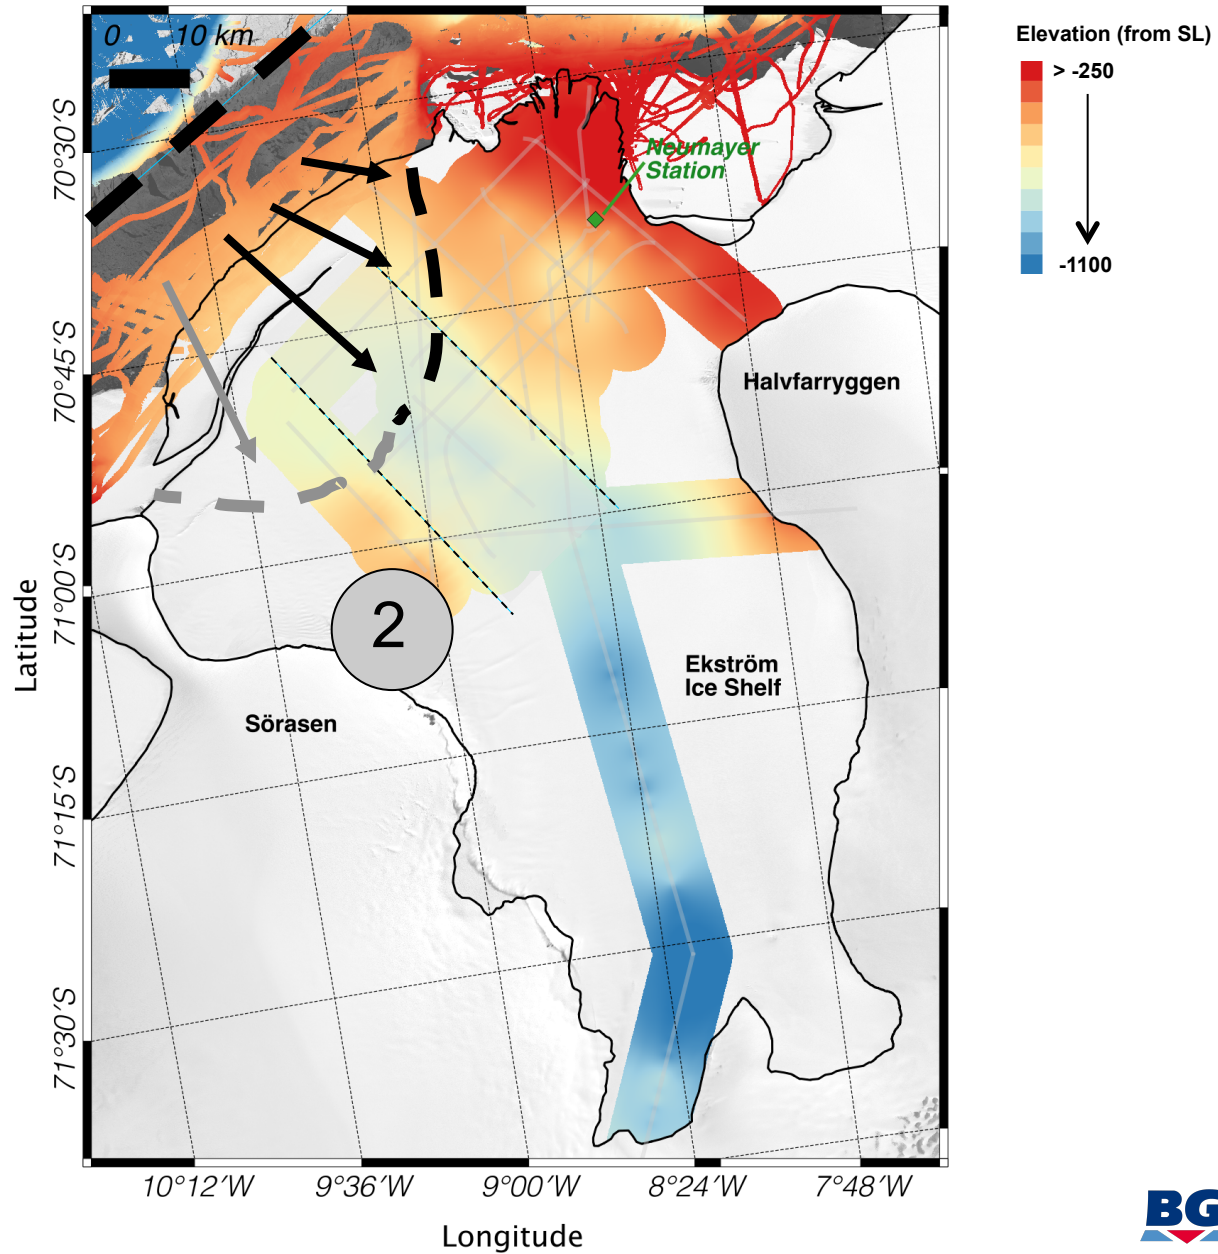 0 10 km
Elevation (from SL)
> -250
-1100
Neumayer
Station
Halvfarryggen
2
Ekström
Ice Shelf
Sörasen
70°30'S
70°45'S
71°00'S
71°15'S
71°30'S
Latitude
10°12'W 9°36'W 9°00'W 8°24'W 7°48'W
Longitude